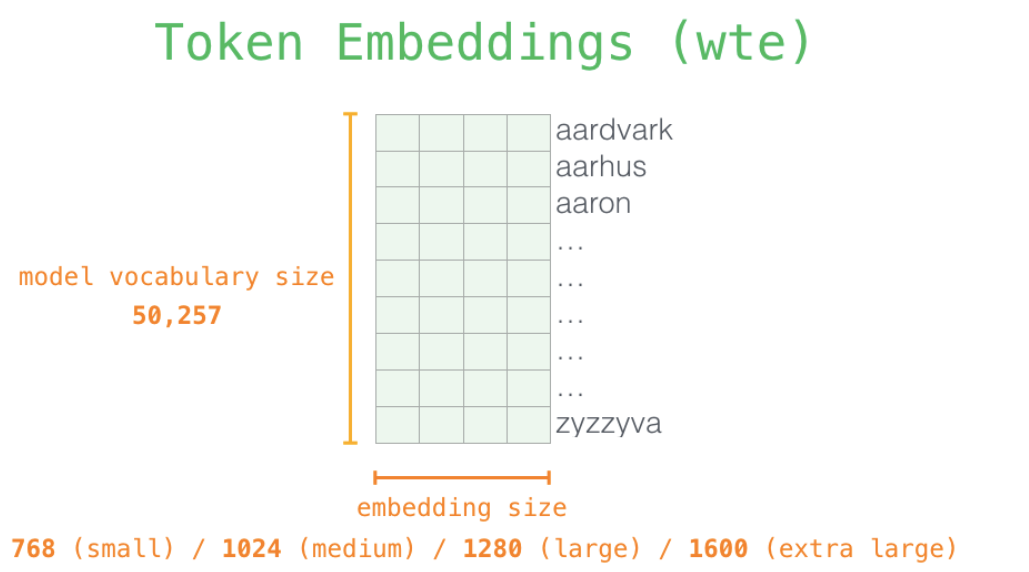 Token Embeddings (wte)
aardvark
aarhus
aaron
...
...
...
...
...
zyzzyva
model vocabulary size
50,257
embedding size
768 (small) / 1024 (medium) / 1280 (large) / 1600 (extra large)